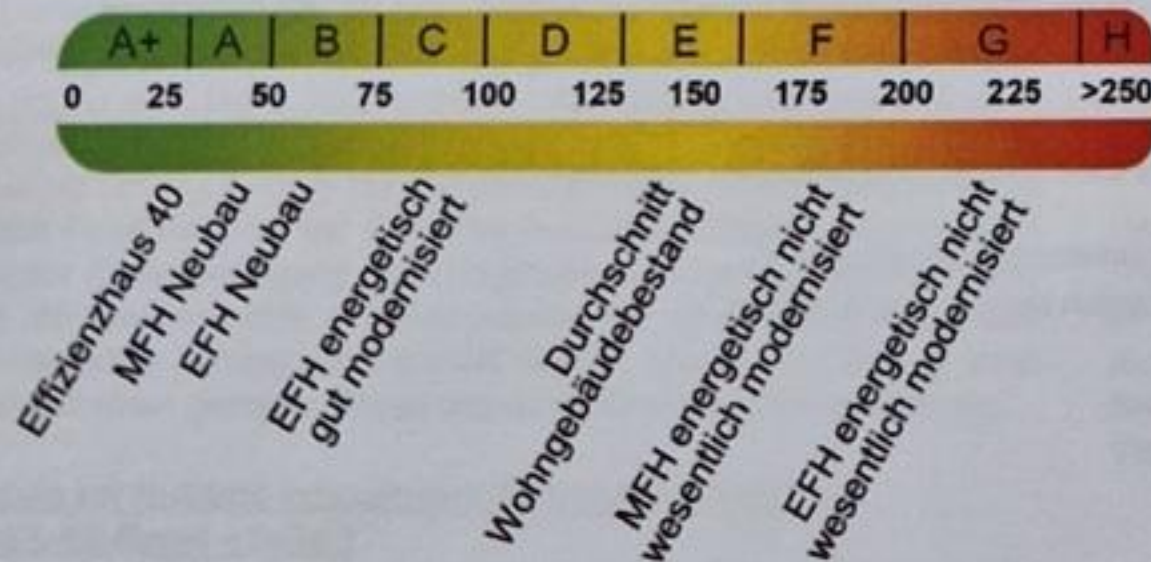 A+ A B C D E F G H
0 25 50 75 100 125 150 175 200 225 >250
Effizienzhaus 40
MFH Neubau
EFH Neubau
EFH energetisch
gut modernisiert
Durchschnitt
Wohngebäudebestand
MFH energetisch nicht
wesentlich modernisiert
EFH energetisch nicht
wesentlich modernisiert